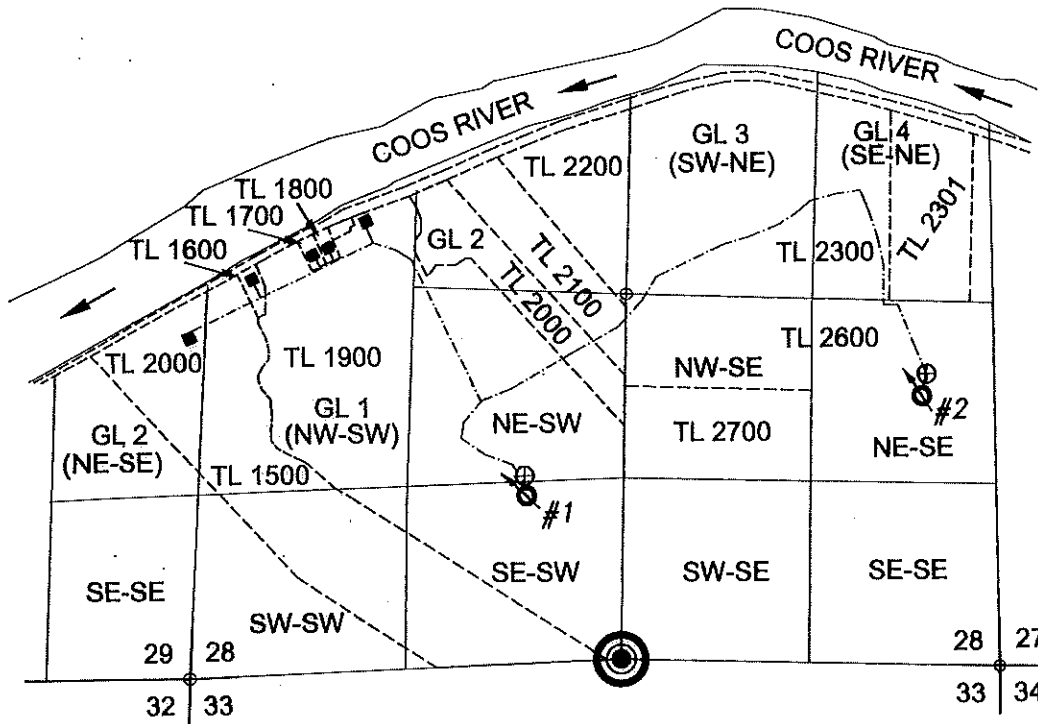 COOS RIVER
COOS RIVER
GL 3
(SW-NE)
GL 4
(SE-NE)
TL 2200
TL 1800
TL 1700
TL 1600
GL 2
TL 2301
TL 2300
TL 2100
TL 2000
TL 2000
TL 1900
TL 2600
NW-SE
GL 1
(NW-SW)
NE-SW
TL 2700
#2
GL 2
(NE-SE)
NE-SE
TL 1500
#1
SE-SE
SW-SW
SE-SW
SW-SE
SE-SE
29 28
28 27
32 33
33 34